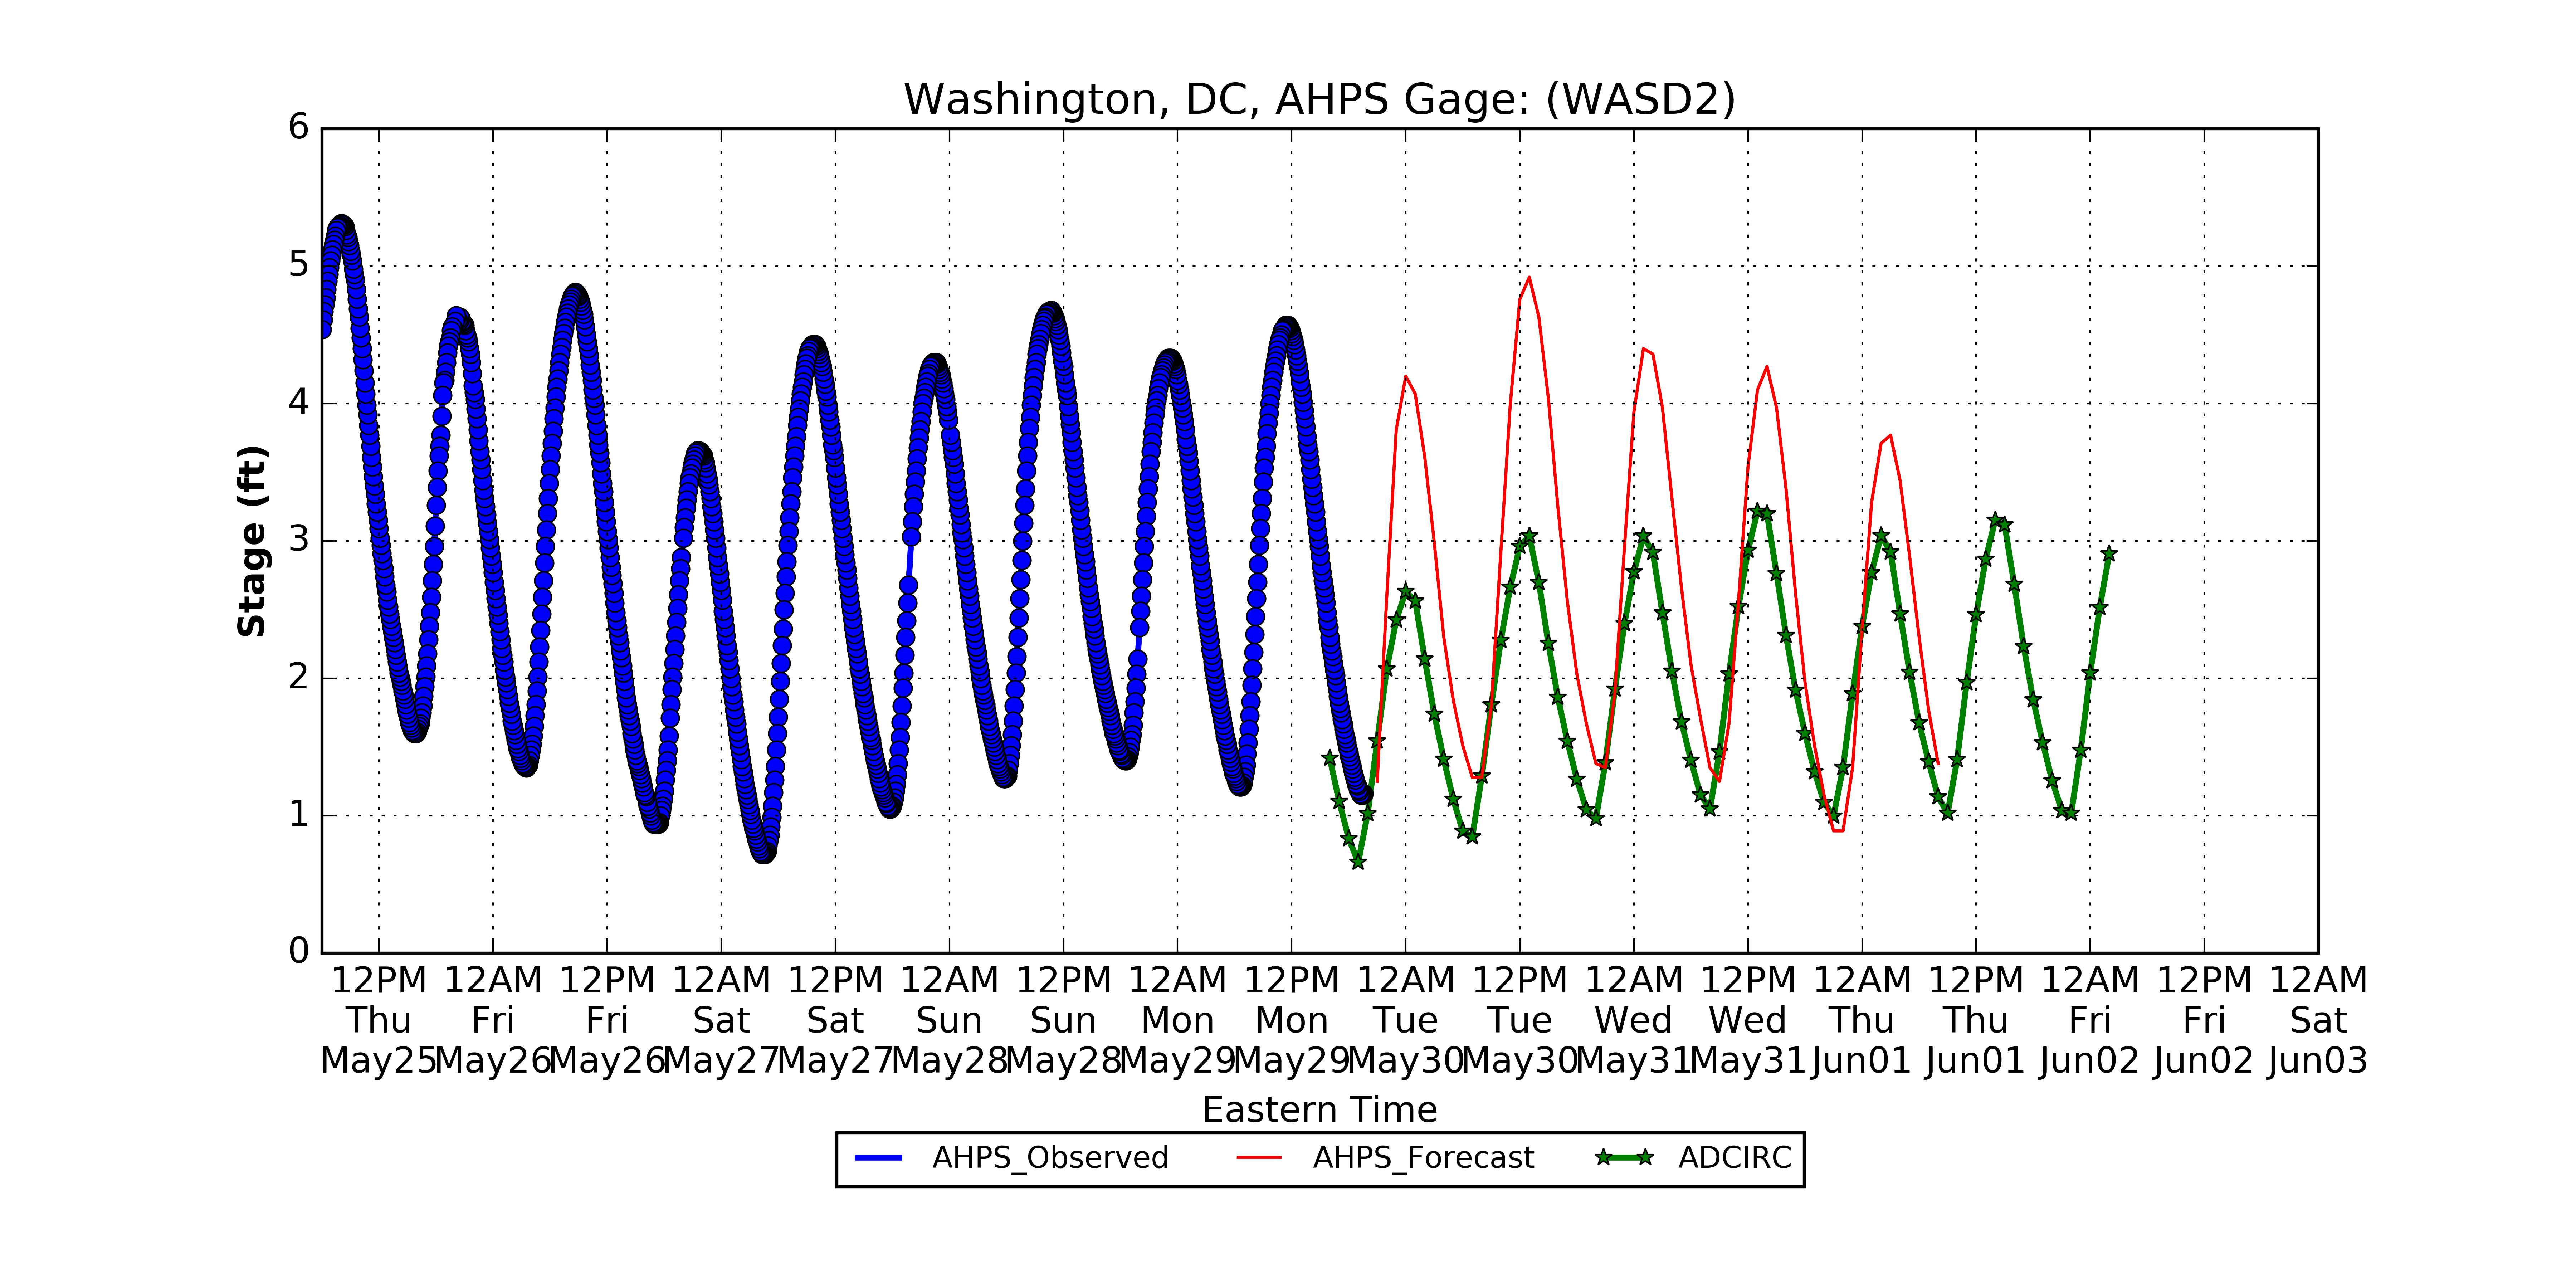 Washington, DC, AHPS Gage: (WASD2)
6
5
4
3
2
1
0
Stage (ft)
12PM 12AM 12PM 12AM 12PM 12AM 12PM 12AM 12PM 12AM 12PM 12AM 12PM 12AM 12PM 12AM 12PM 12AM
Thu Fri Fri Sat Sat Sun Sun Mon Mon Tue Tue Wed Wed Thu Thu Fri Fri Sat
May25 May26 May26 May27 May27 May28 May28 May29 May29 May30 May30 May31 May31 Jun01 Jun01 Jun02 Jun02 Jun03
Eastern Time
AHPS_Observed AHPS_Forecast ADCIRC